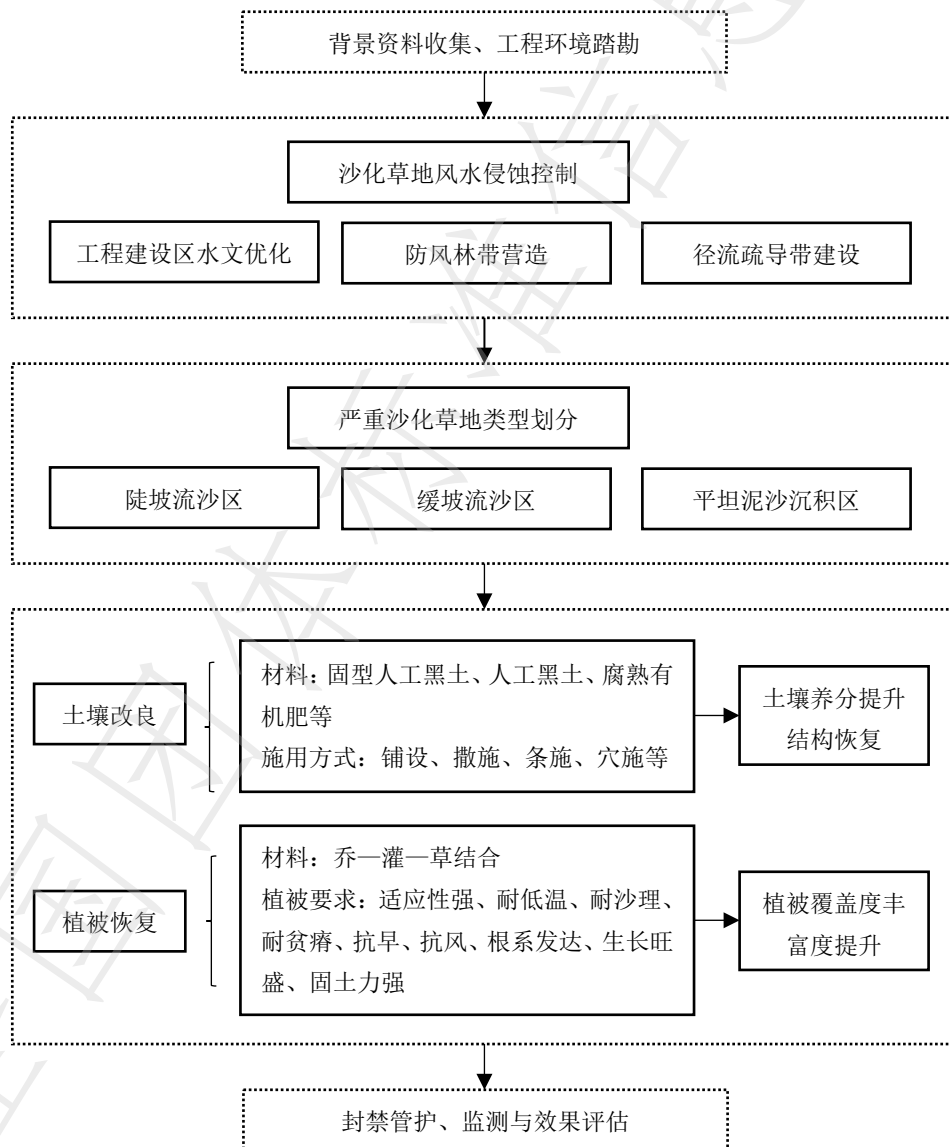 背景资料收集、工程环境踏勘
沙化草地风水侵蚀控制
工程建设区水文优化
防风林带营造
径流疏导带建设
严重沙化草地类型划分
陡坡流沙区
缓坡流沙区
平坦泥沙沉积区
土壤改良
材料：固型人工黑土、人工黑土、腐熟有
机肥等
施用方式：铺设、撒施、条施、穴施等
土壤养分提升
结构恢复
植被恢复
材料：乔—灌—草结合
植被要求：适应性强、耐低温、耐沙理、
耐贫瘠、抗早、抗风、根系发达、生长旺
盛、固土力强
植被覆盖度丰
富度提升
封禁管护、监测与效果评估
全国团体标准信息